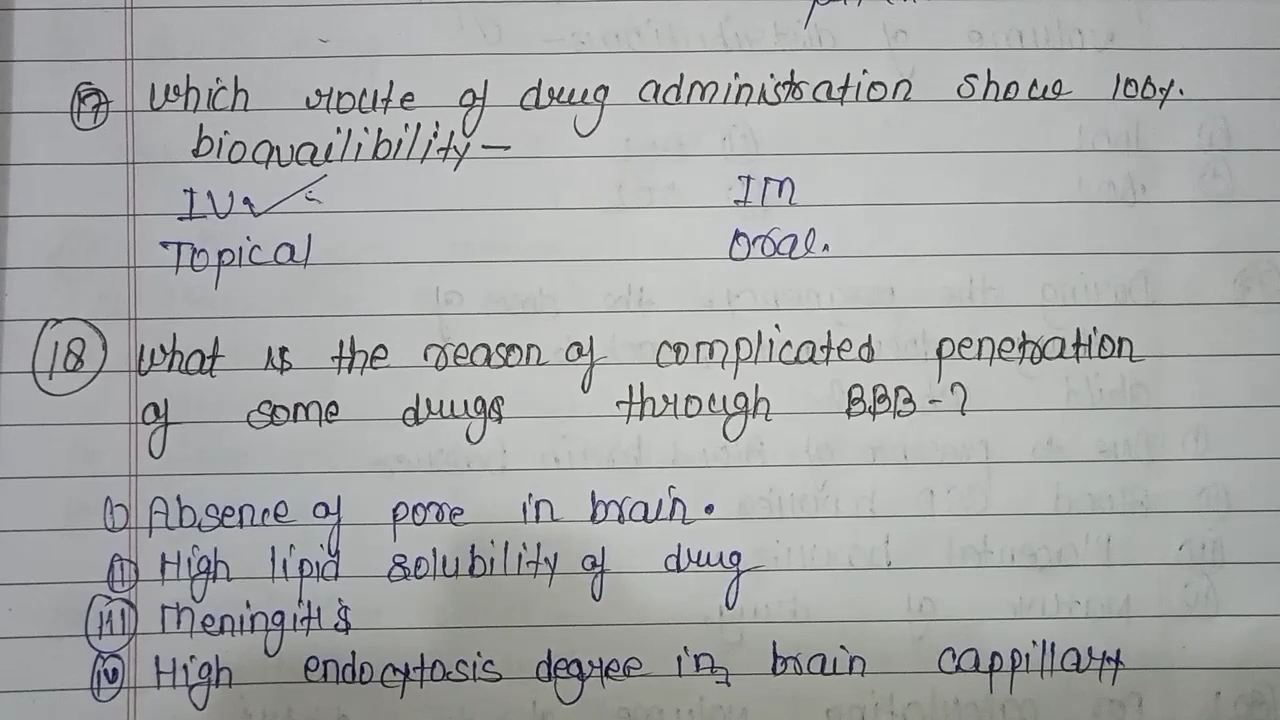 17 Which route of drug administration show 100%.
bioavailibility-
IV ✓ IM
Topical Oral.
18 What is the reason of complicated penetration
of some drugs through BBB-?
i) Absence of pore in brain.
ii) High lipid solubility of drug
iii) Meningitis
iv) High endocytosis degree in brain cappillary